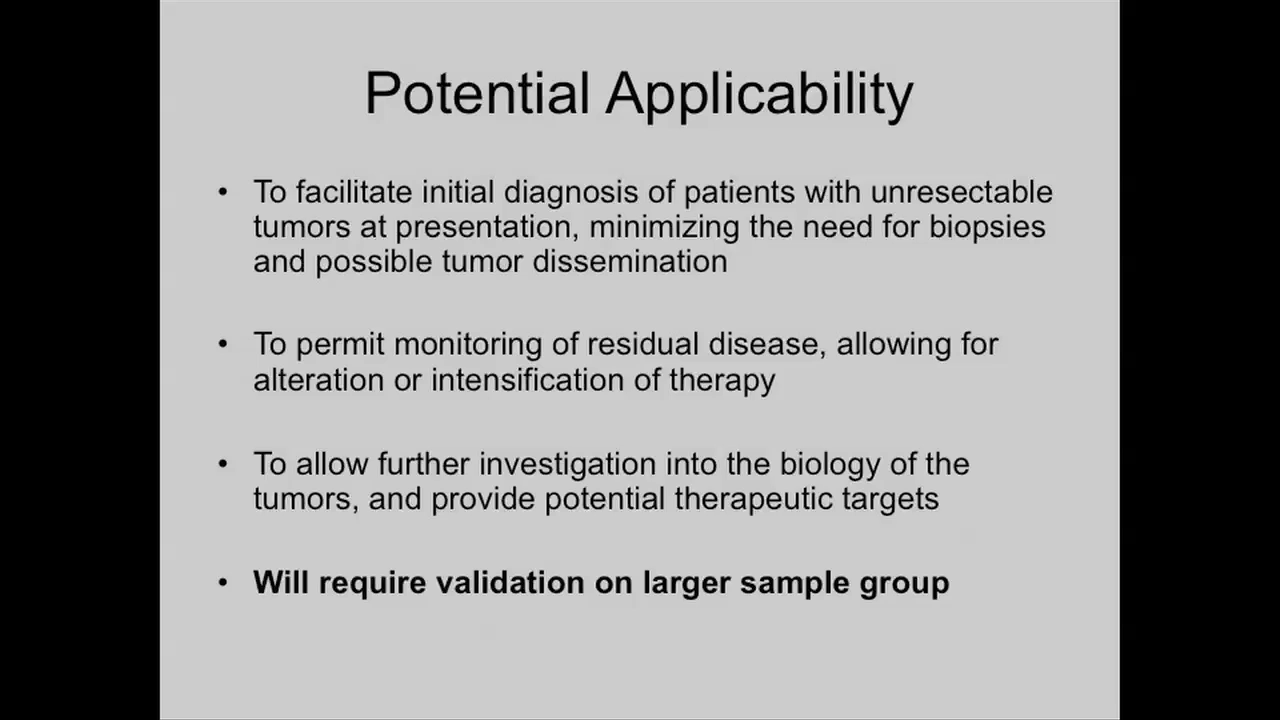 Potential Applicability
• To facilitate initial diagnosis of patients with unresectable
tumors at presentation, minimizing the need for biopsies
and possible tumor dissemination
• To permit monitoring of residual disease, allowing for
alteration or intensification of therapy
• To allow further investigation into the biology of the
tumors, and provide potential therapeutic targets
• Will require validation on larger sample group